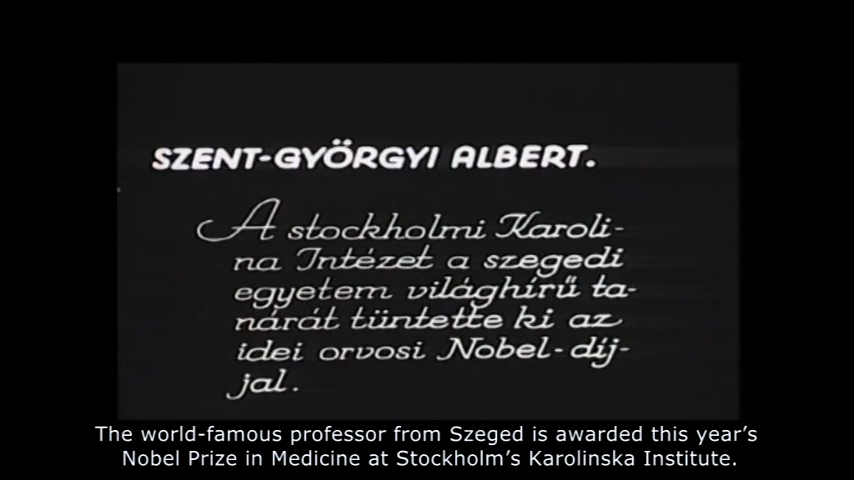 SZENT-GYÖRGYI ALBERT.
A stockholmi Karoli-
na Intézet a szegedi
egyetem világhírű ta-
nárát tüntette ki az
idei orvosi Nobel-díj-
jal.
The world-famous professor from Szeged is awarded this year's
Nobel Prize in Medicine at Stockholm's Karolinska Institute.